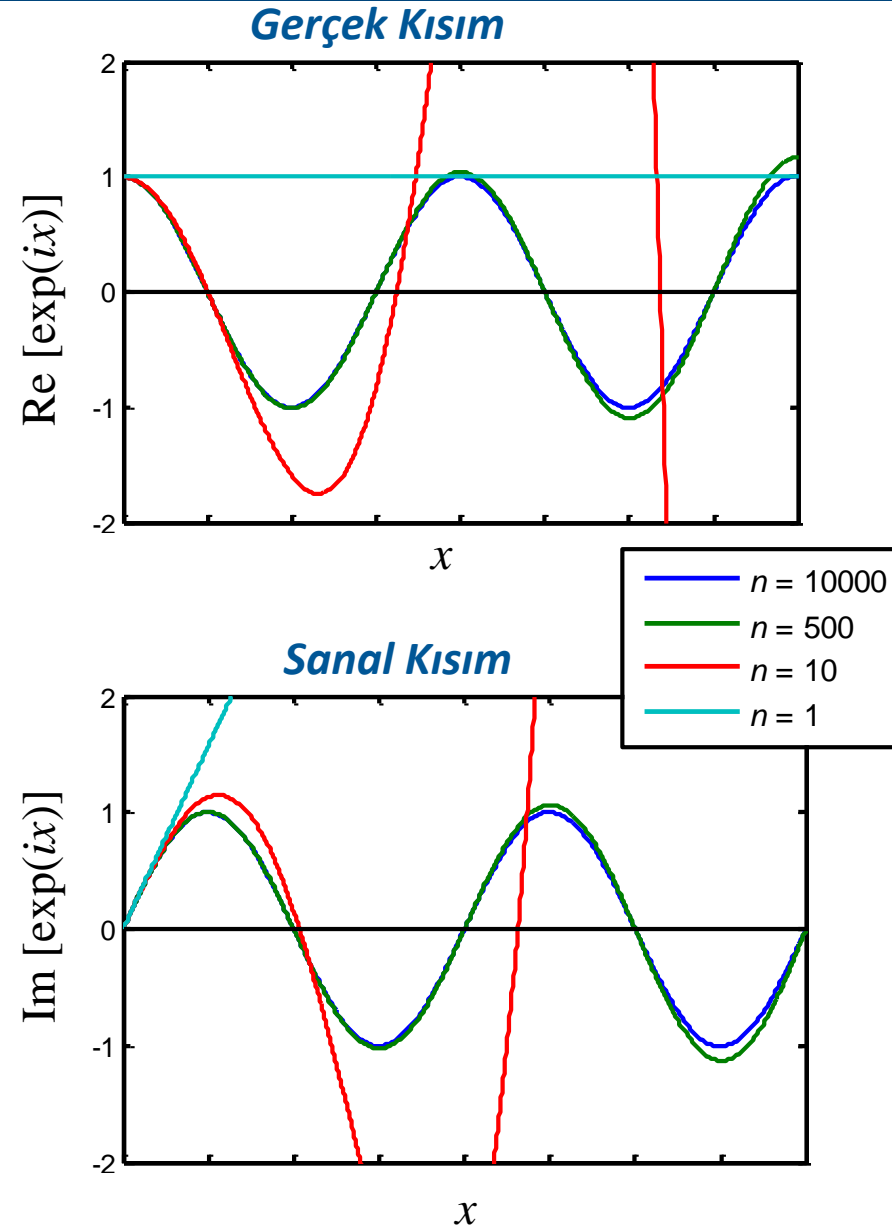 Gerçek Kısım
2
1
0
-1
-2
Re [exp(ix)]
x
n = 10000
n = 500
n = 10
n = 1
Sanal Kısım
2
1
0
-1
-2
Im [exp(ix)]
x